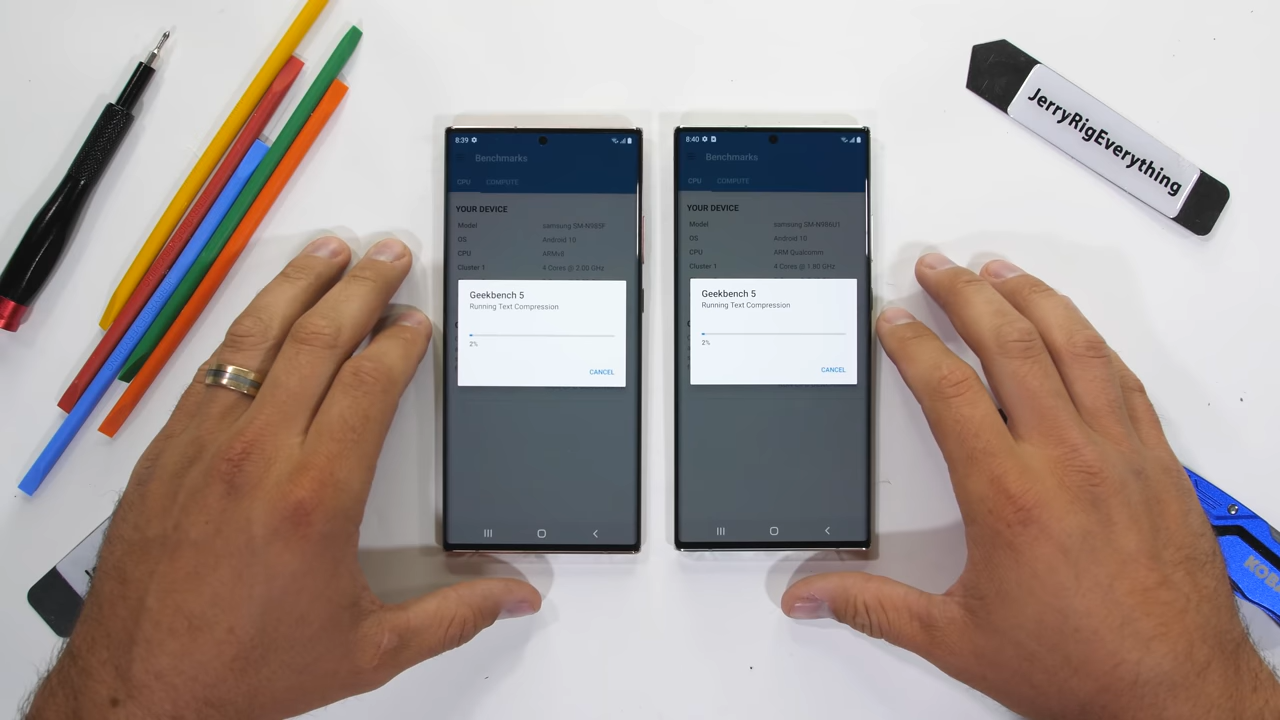 8:39
Benchmarks
CPU COMPUTE
YOUR DEVICE
Model samsung SM-N985F
OS Android 10
CPU ARMv8
Cluster 1 4 Cores @ 2.00 GHz
Geekbench 5
Running Text Compression
2%
CANCEL
8:40
Benchmarks
CPU COMPUTE
YOUR DEVICE
Model samsung SM-N986U1
OS Android 10
CPU ARM Qualcomm
Cluster 1 4 Cores @ 1.80 GHz
Geekbench 5
Running Text Compression
2%
CANCEL
JerryRigEverything